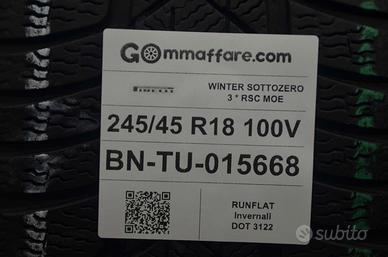 GOmmaffare.com
PIRELLI
WINTER SOTTOZERO
3 * RSC MOE
245/45 R18 100V
BN-TU-015668
RUNFLAT
Invernali
DOT 3122
subito